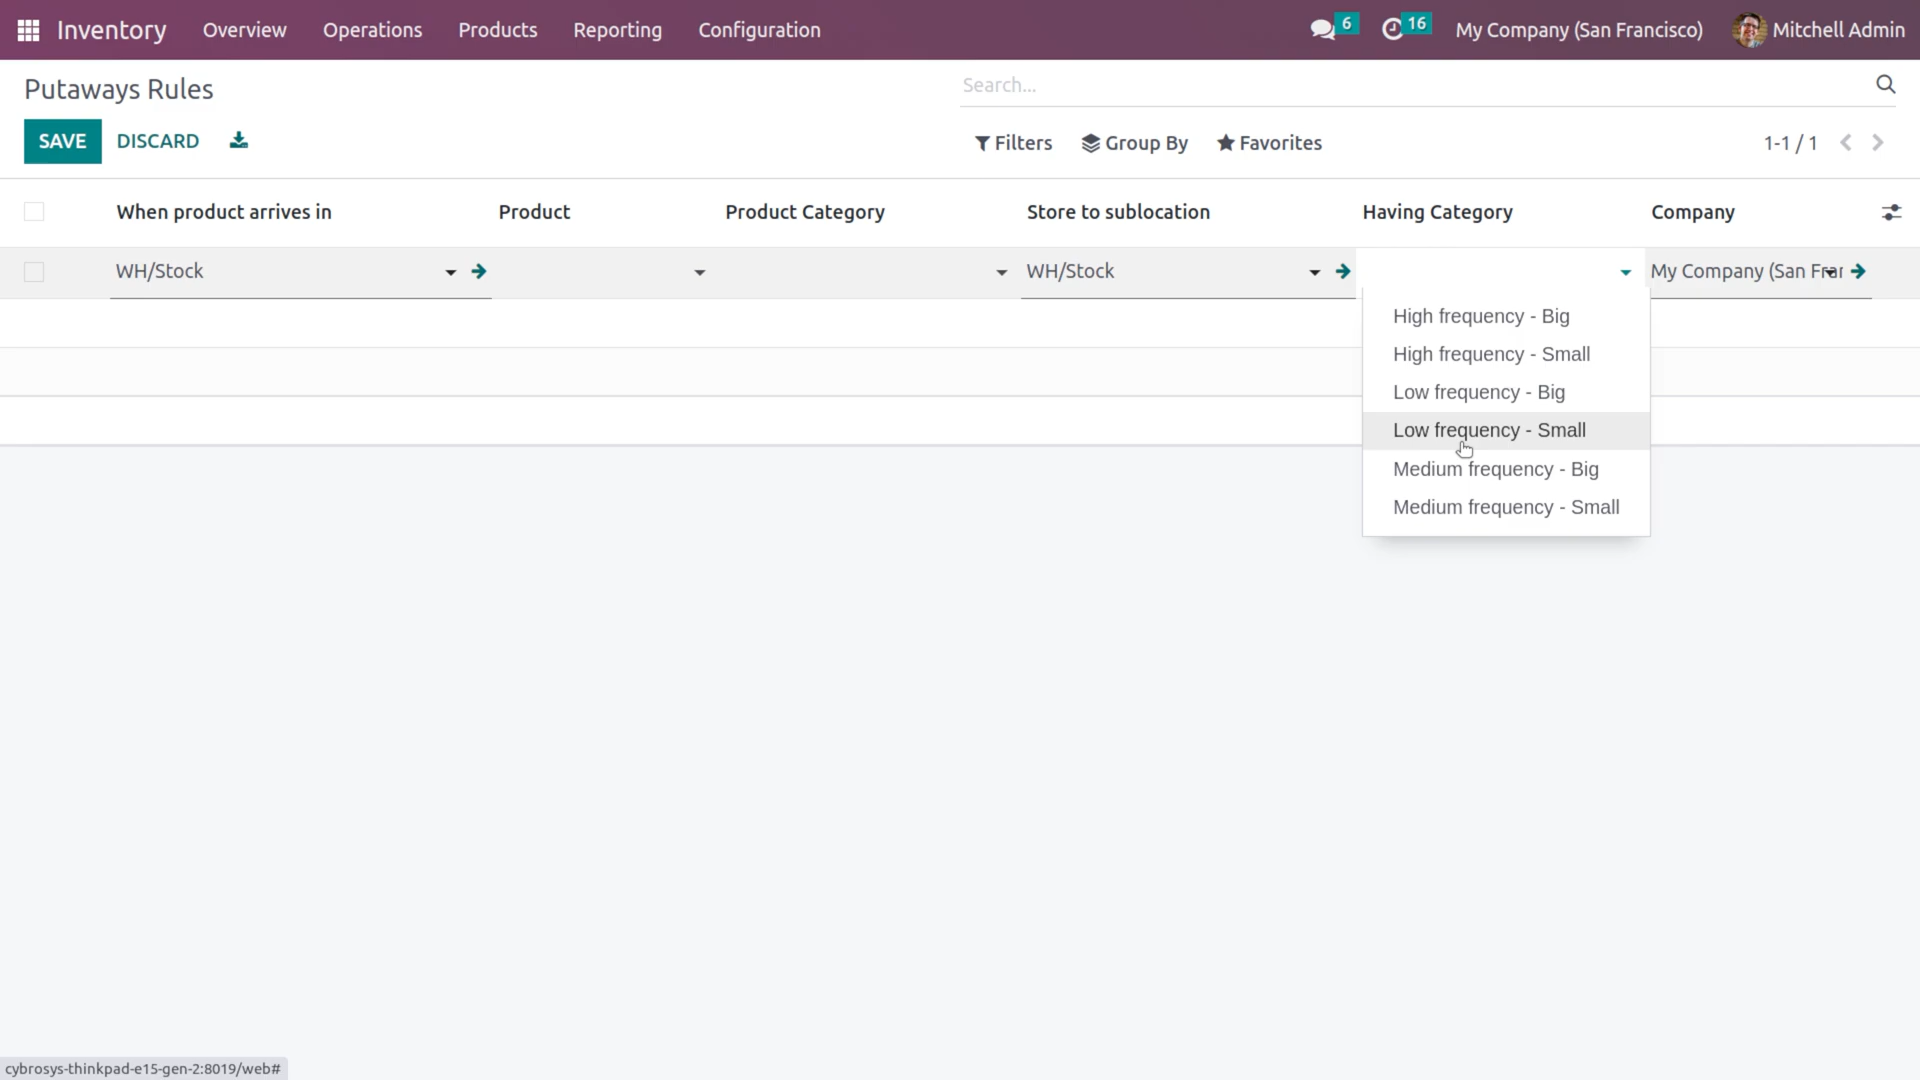 Inventory Overview Operations Products Reporting Configuration 6 16 My Company (San Francisco) Mitchell Admin
Putaways Rules
Search...
SAVE DISCARD
Filters Group By Favorites 1-1 / 1
When product arrives in Product Product Category Store to sublocation Having Category Company
WH/Stock WH/Stock My Company (San Fran
High frequency - Big
High frequency - Small
Low frequency - Big
Low frequency - Small
Medium frequency - Big
Medium frequency - Small
cybrosys-thinkpad-e15-gen-2:8019/web#